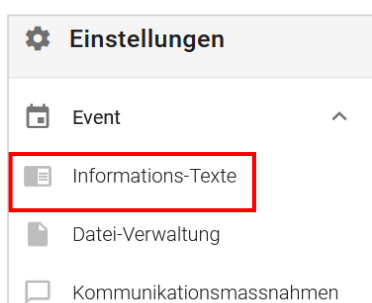 Einstellungen
Event
Informations-Texte
Datei-Verwaltung
Kommunikationsmassnahmen